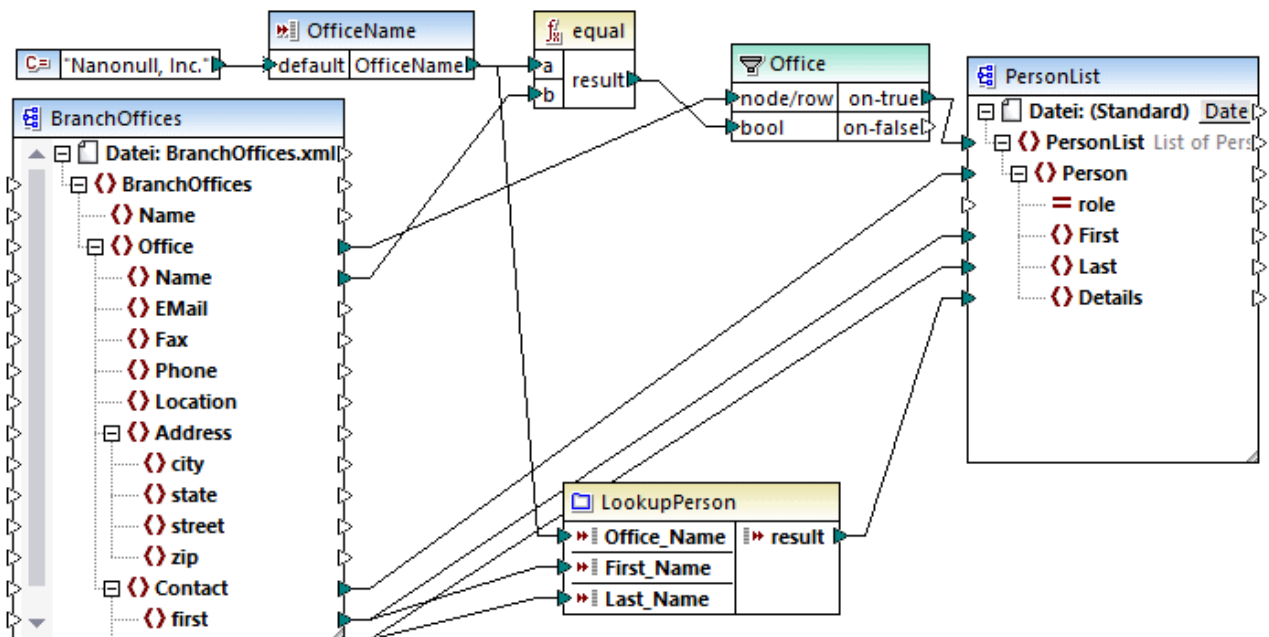 OfficeName
C= "Nanonull, Inc."
default OfficeName
equal
a
result
b
Office
node/row on-true
bool on-false
BranchOffices
Datei: BranchOffices.xml
BranchOffices
Name
Office
Name
EMail
Fax
Phone
Location
Address
city
state
street
zip
Contact
first
LookupPerson
Office_Name result
First_Name
Last_Name
PersonList
Datei: (Standard) Date
PersonList List of Pers
Person
role
First
Last
Details